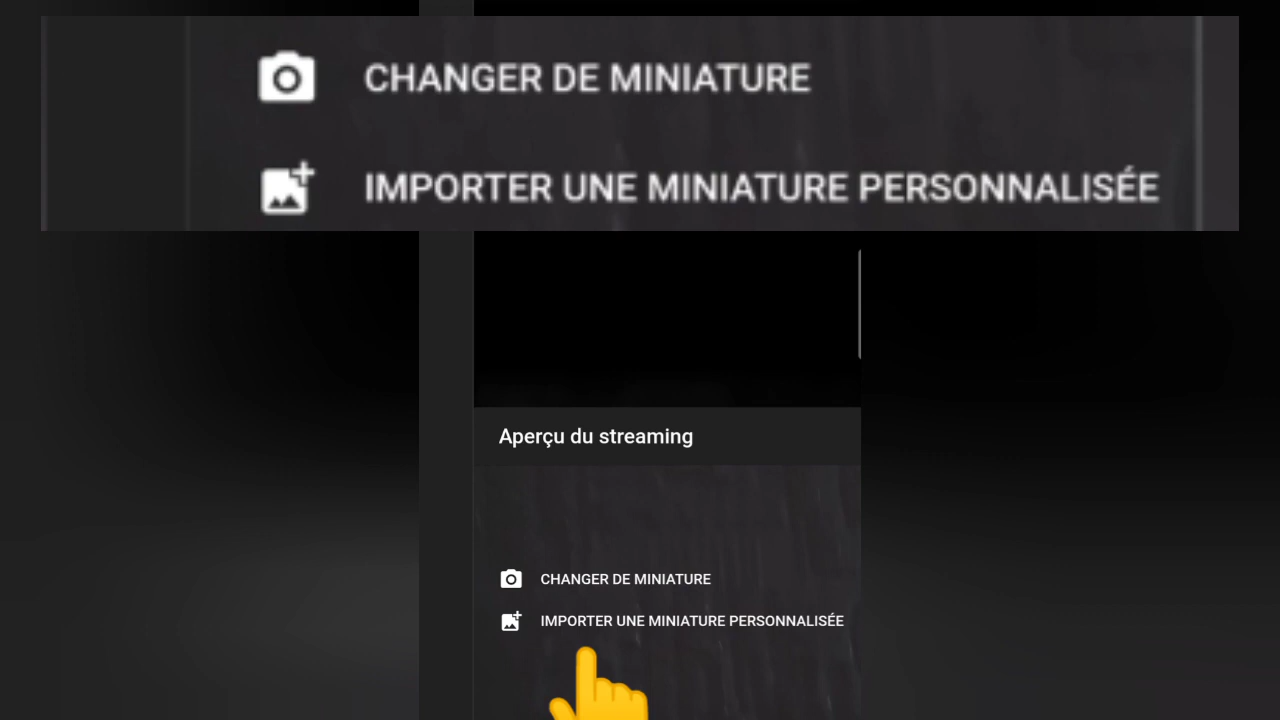 CHANGER DE MINIATURE
IMPORTER UNE MINIATURE PERSONNALISÉE
Aperçu du streaming
CHANGER DE MINIATURE
IMPORTER UNE MINIATURE PERSONNALISÉE